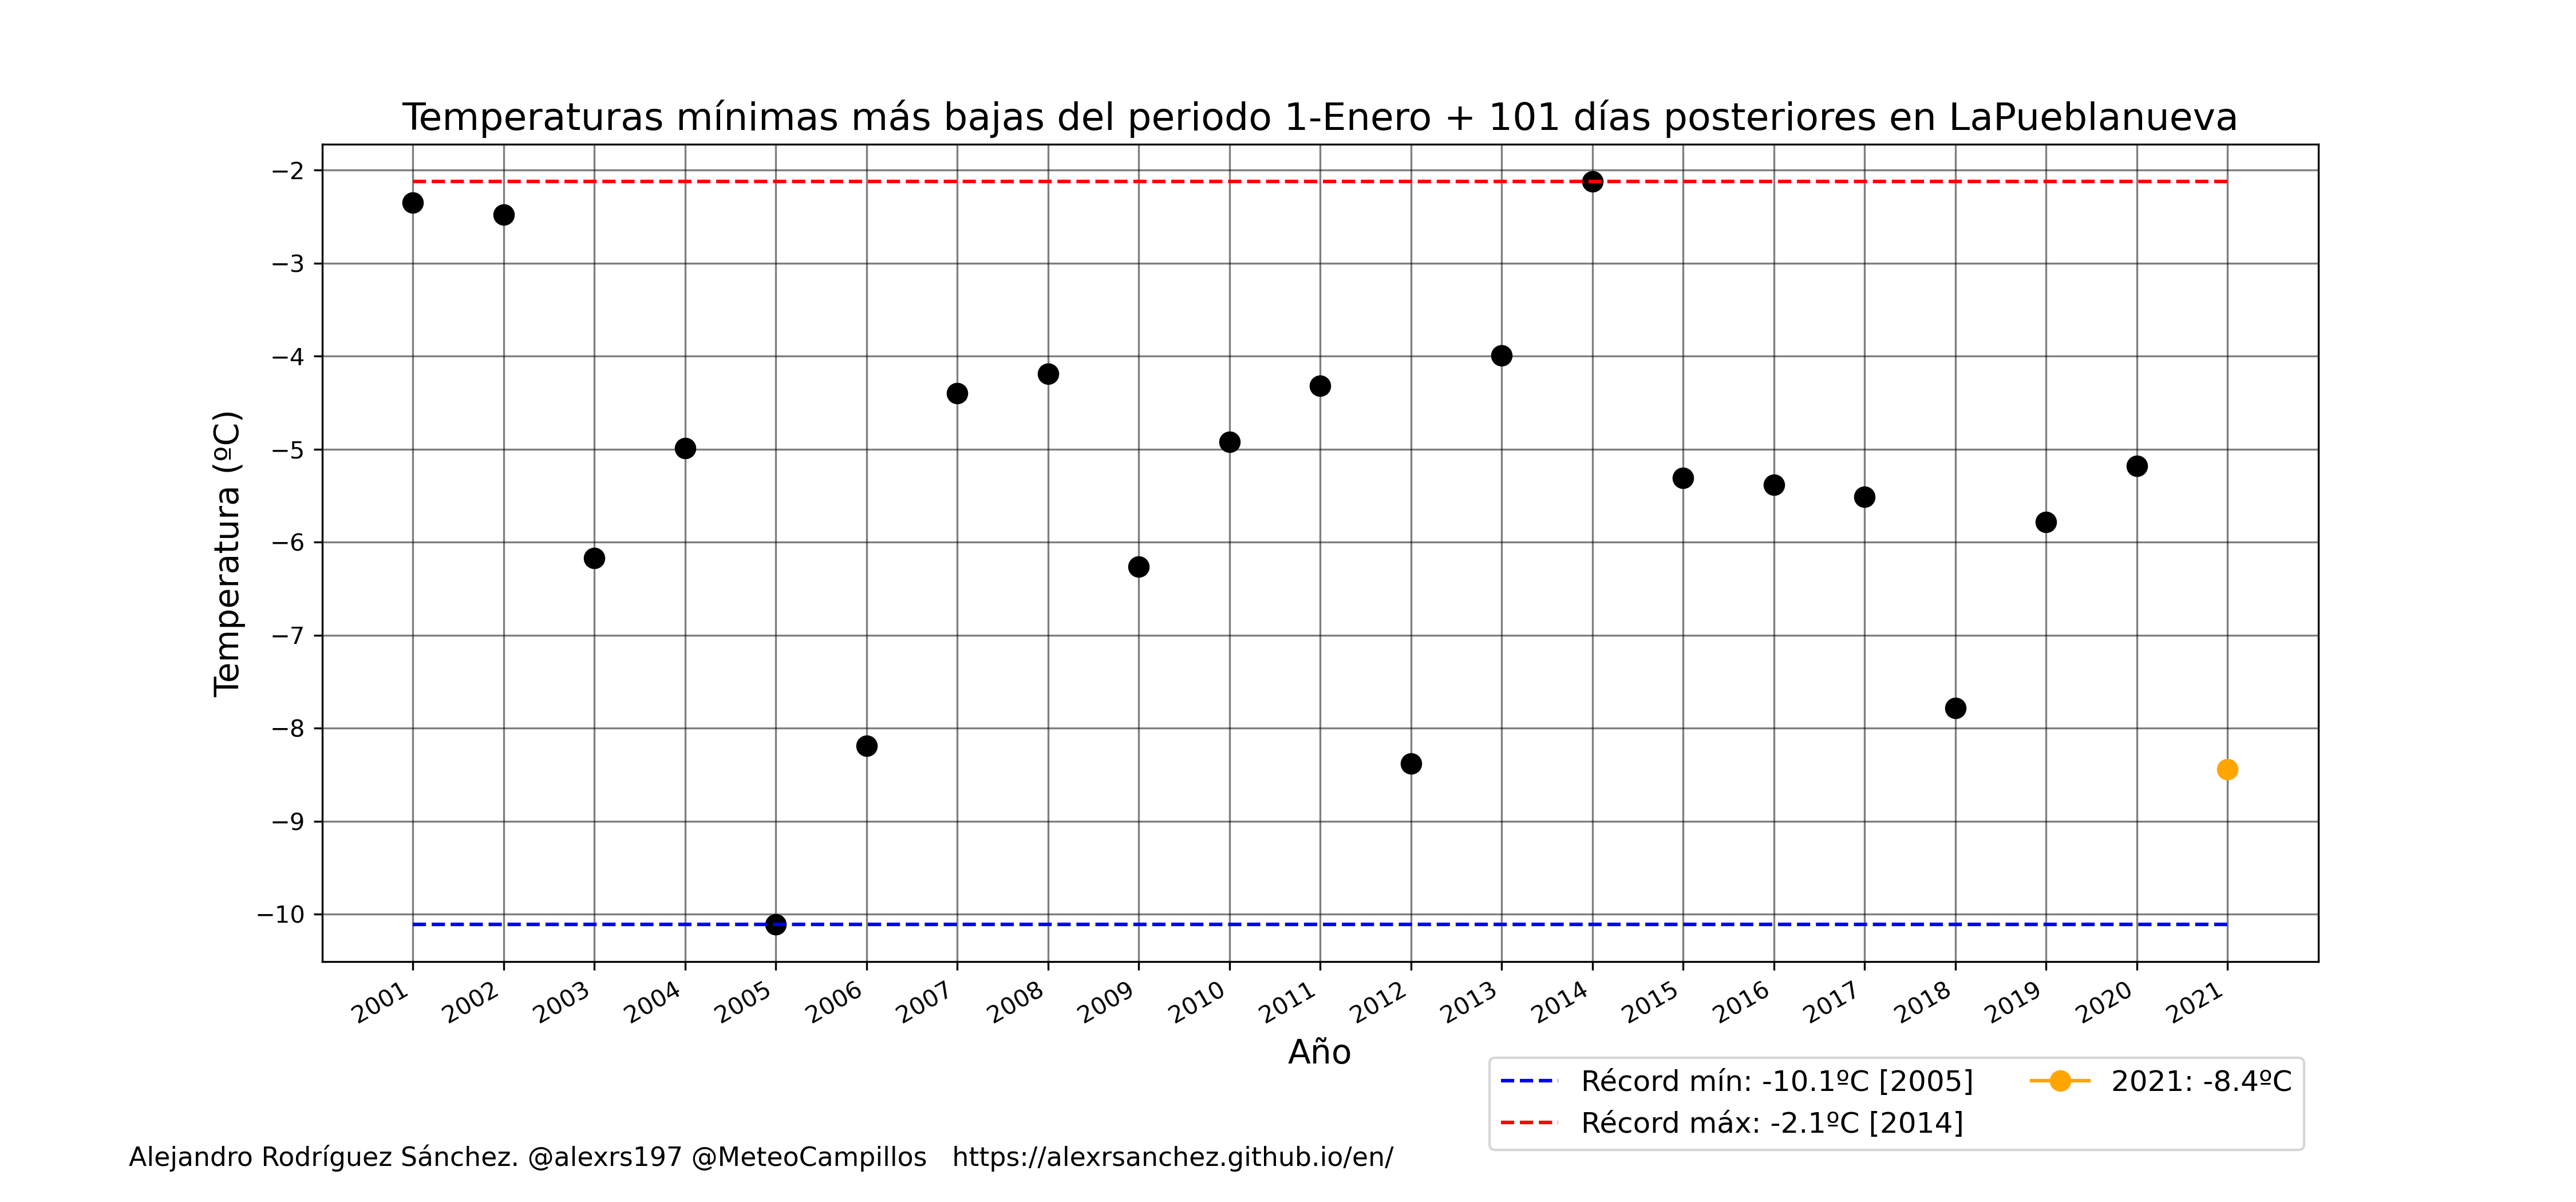 Temperaturas mínimas más bajas del periodo 1-Enero + 101 días posteriores en LaPueblanueva
Temperatura (ºC)
−2
−3
−4
−5
−6
−7
−8
−9
−10
2001 2002 2003 2004 2005 2006 2007 2008 2009 2010 2011 2012 2013 2014 2015 2016 2017 2018 2019 2020 2021
Año
Récord mín: -10.1ºC [2005]
Récord máx: -2.1ºC [2014]
2021: -8.4ºC
Alejandro Rodríguez Sánchez. @alexrs197 @MeteoCampillos https://alexrsanchez.github.io/en/